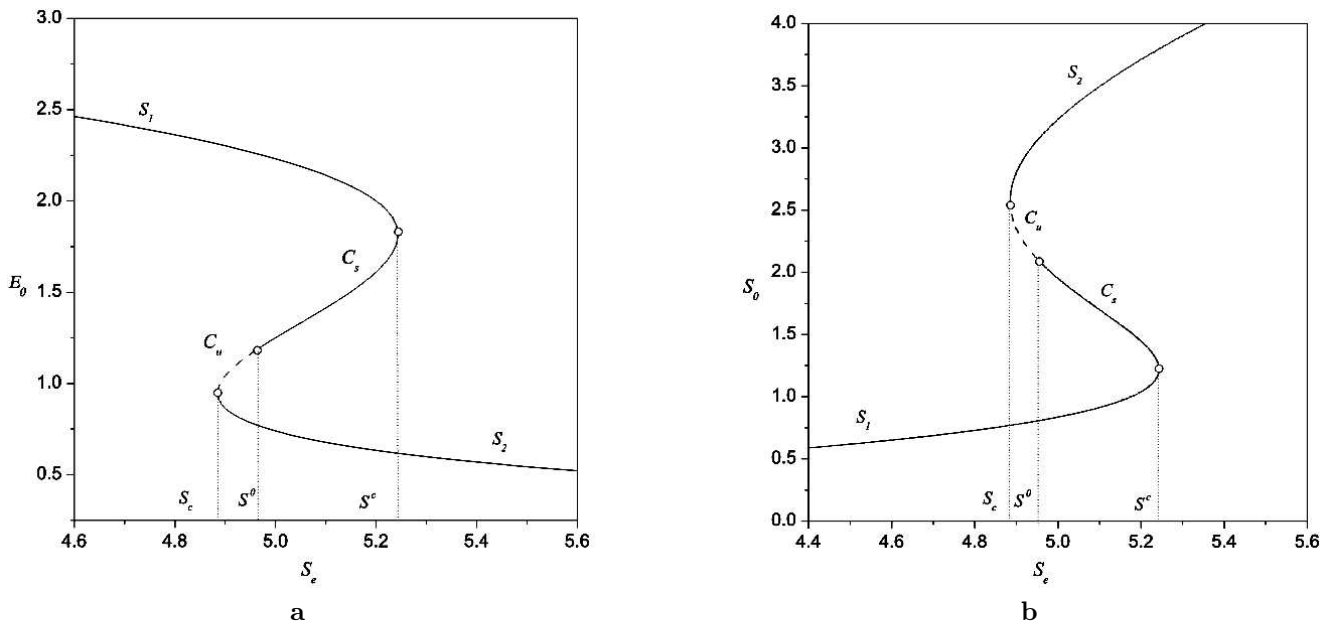 3.0
2.5
2.0
1.5
1.0
0.5
E₀
S₁
Cₛ
Cᵤ
S₂
S_c
S⁰
Sᶜ
4.6 4.8 5.0 5.2 5.4 5.6
Sₑ
a
4.0
3.5
3.0
2.5
2.0
1.5
1.0
0.5
0.0
S₀
S₂
Cᵤ
Cₛ
S₁
S_c
S⁰
Sᶜ
4.4 4.6 4.8 5.0 5.2 5.4 5.6
Sₑ
b